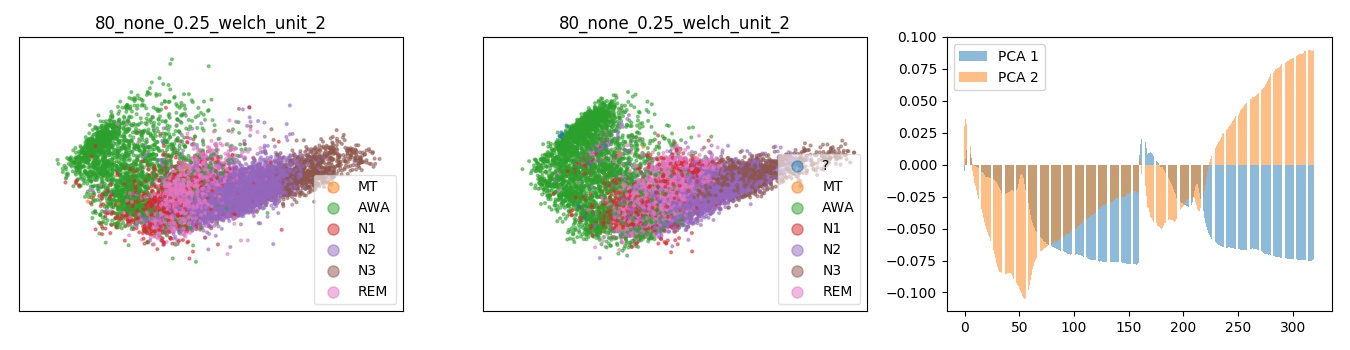 80_none_0.25_welch_unit_2
MT
AWA
N1
N2
N3
REM
80_none_0.25_welch_unit_2
?
MT
AWA
N1
N2
N3
REM
PCA 1
PCA 2
0.100
0.075
0.050
0.025
0.000
−0.025
−0.050
−0.075
−0.100
0 50 100 150 200 250 300